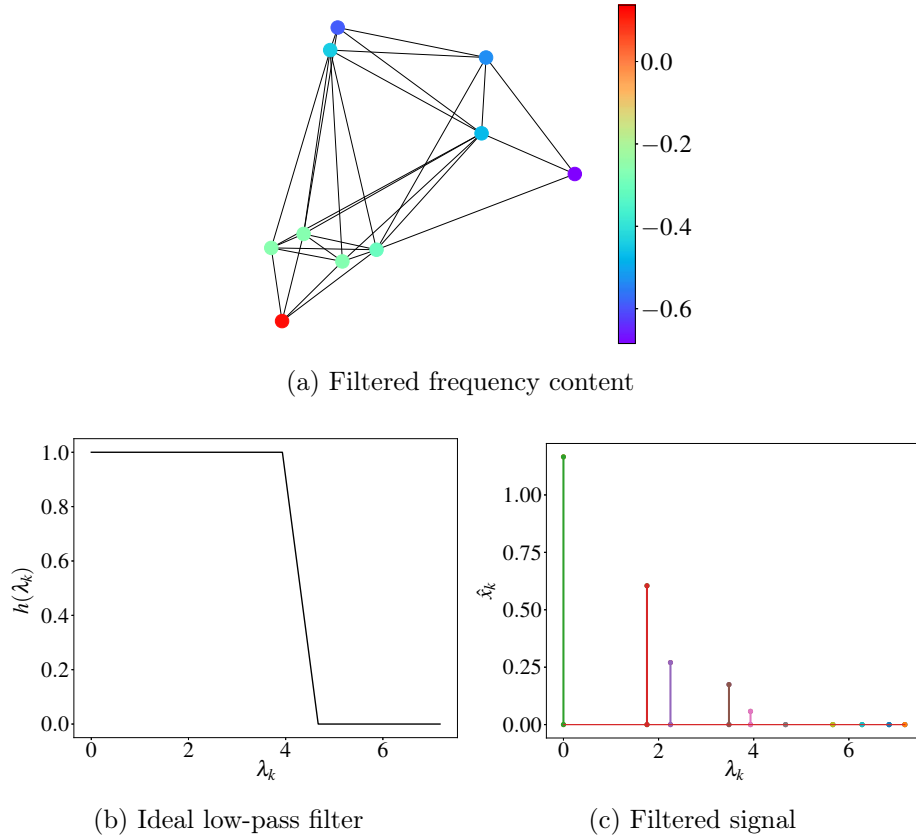 0.0
−0.2
−0.4
−0.6
(a) Filtered frequency content
1.0
0.8
0.6
0.4
0.2
0.0
h(λₖ)
0 2 4 6
λₖ
(b) Ideal low-pass filter
1.00
0.75
0.50
0.25
0.00
x̂ₖ
0 2 4 6
λₖ
(c) Filtered signal